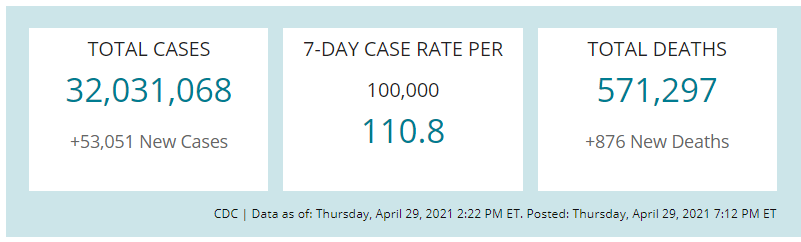 TOTAL CASES
32,031,068
+53,051 New Cases
7-DAY CASE RATE PER
100,000
110.8
TOTAL DEATHS
571,297
+876 New Deaths
CDC | Data as of: Thursday, April 29, 2021 2:22 PM ET. Posted: Thursday, April 29, 2021 7:12 PM ET